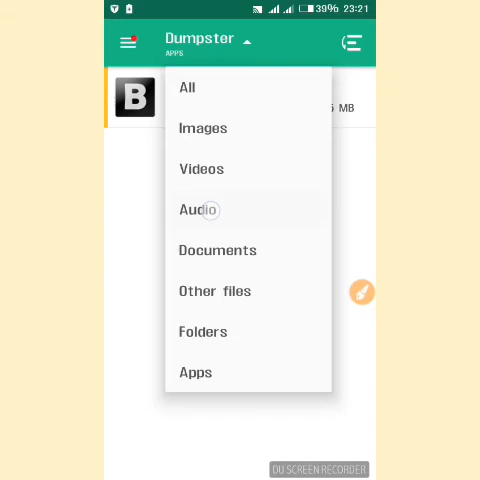 39% 23:21
Dumpster
APPS
B
MB
All
Images
Videos
Audio
Documents
Other files
Folders
Apps
DU SCREEN RECORDER